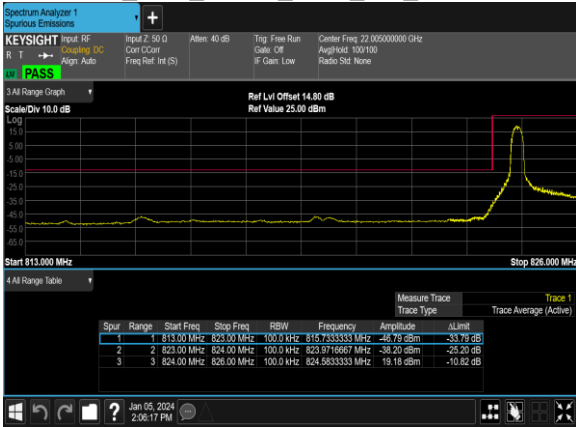 Spectrum Analyzer 1
Spurious Emissions
KEYSIGHT Input: RF Input Z: 50 Ω Atten: 40 dB Trig: Free Run Center Freq: 22.005000000 GHz
R T Coupling: DC Corr CCorr Gate: Off Avg|Hold: 100/100
Align: Auto Freq Ref: Int (S) IF Gain: Low Radio Std: None
PASS
3 All Range Graph
Ref Lvl Offset 14.80 dB
Scale/Div 10.0 dB Ref Value 25.00 dBm
Log
15.0
5.00
-5.00
-15.0
-25.0
-35.0
-45.0
-55.0
-65.0
Start 813.000 MHz Stop 826.000 MHz
4 All Range Table
Measure Trace Trace 1
Trace Type Trace Average (Active)
Spur Range Start Freq Stop Freq RBW Frequency Amplitude ΔLimit
1 1 813.00 MHz 823.00 MHz 100.0 kHz 815.7333333 MHz -46.79 dBm -33.79 dB
2 2 823.00 MHz 824.00 MHz 100.0 kHz 823.9716667 MHz -38.20 dBm -25.20 dB
3 3 824.00 MHz 826.00 MHz 100.0 kHz 824.5833333 MHz 19.18 dBm -10.82 dB
? Jan 05, 2024
2:06:17 PM